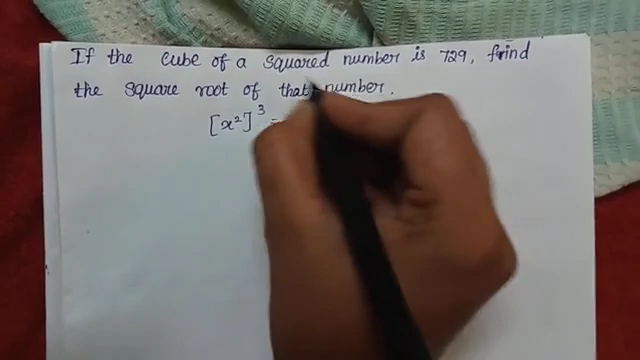 If the cube of a squared number is 729, find
the square root of that number.
[x²]³ =